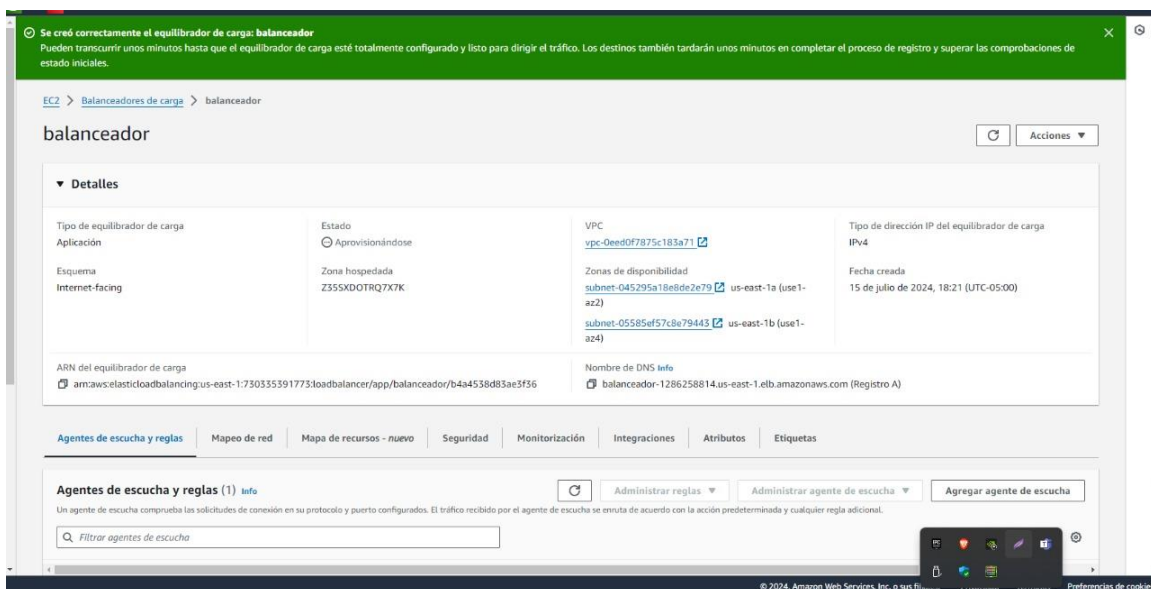 Se creó correctamente el equilibrador de carga: balanceador
Pueden transcurrir unos minutos hasta que el equilibrador de carga esté totalmente configurado y listo para dirigir el tráfico. Los destinos también tardarán unos minutos en completar el proceso de registro y superar las comprobaciones de
estado iniciales.
EC2 > Balanceadores de carga > balanceador
balanceador
Acciones
Detalles
Tipo de equilibrador de carga
Aplicación
Estado
Aprovisionándose
VPC
vpc-0eed0f7875c183a71
Tipo de dirección IP del equilibrador de carga
IPv4
Esquema
Internet-facing
Zona hospedada
Z35SXDOTRQ7X7K
Zonas de disponibilidad
subnet-045295a18e8de2e79 us-east-1a (use1-
az2)
subnet-05585ef57c8e79443 us-east-1b (use1-
az4)
Fecha creada
15 de julio de 2024, 18:21 (UTC-05:00)
ARN del equilibrador de carga
arn:aws:elasticloadbalancing:us-east-1:730335391773:loadbalancer/app/balanceador/b4a4538d83ae3f36
Nombre de DNS Info
balanceador-1286258814.us-east-1.elb.amazonaws.com (Registro A)
Agentes de escucha y reglas Mapeo de red Mapa de recursos - nuevo Seguridad Monitorización Integraciones Atributos Etiquetas
Agentes de escucha y reglas (1) Info
Administrar reglas Administrar agente de escucha Agregar agente de escucha
Un agente de escucha comprueba las solicitudes de conexión en su protocolo y puerto configurados. El tráfico recibido por el agente de escucha se enruta de acuerdo con la acción predeterminada y cualquier regla adicional.
Filtrar agentes de escucha
© 2024, Amazon Web Services, Inc. o sus Preferencias de cookie